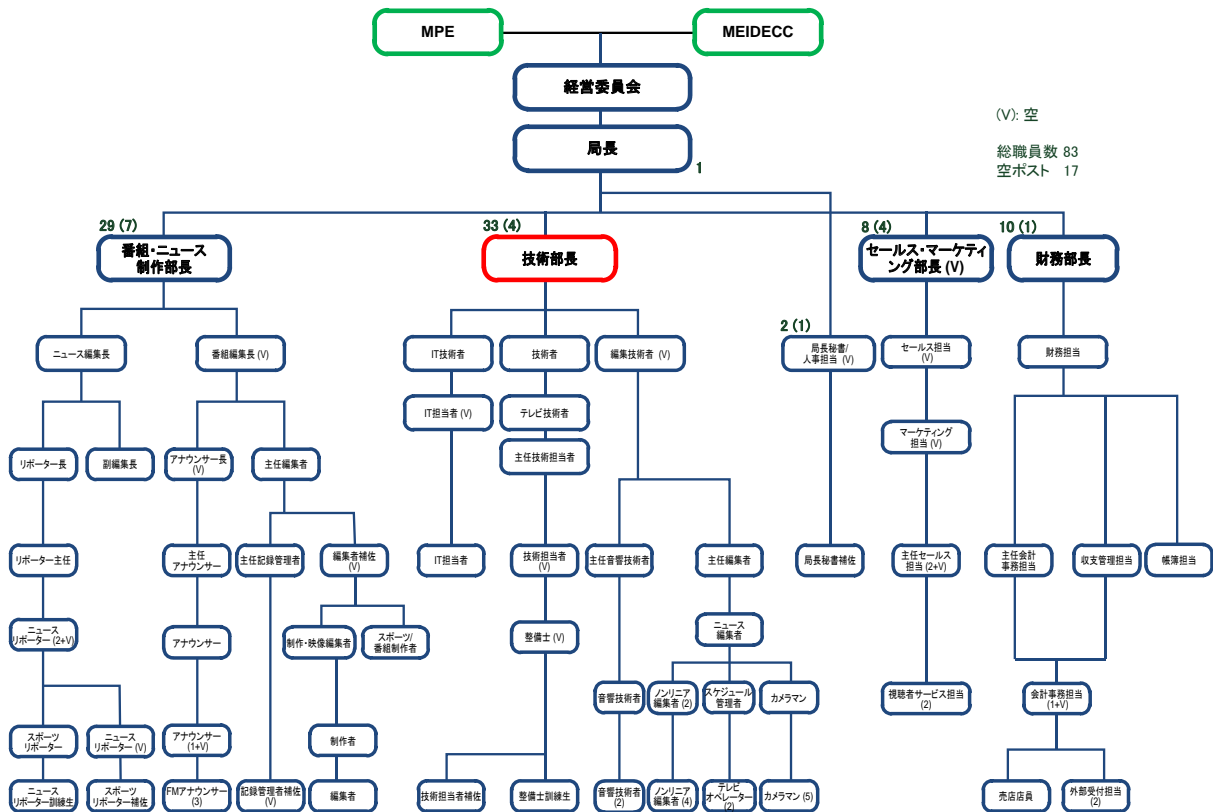 MPE
MEIDECC
経営委員会
(V): 空
局長
総職員数 83
空ポスト 17
1
29 (7)
33 (4)
8 (4)
10 (1)
番組・ニュース
制作部長
技術部長
セールス・マーケティ
ング部長 (V)
財務部長
2 (1)
ニュース編集長
番組編集長 (V)
IT技術者
技術者
編集技術者 (V)
局長秘書/
人事担当 (V)
セールス担当
(V)
財務担当
IT担当者 (V)
テレビ技術者
マーケティング
担当 (V)
リポーター長
副編集長
アナウンサー長
(V)
主任編集者
主任技術担当者
リポーター主任
主任
アナウンサー
主任記録管理者
編集者補佐
(V)
IT担当者
技術担当者
(V)
主任音響技術者
主任編集者
局長秘書補佐
主任セールス
担当 (2+V)
主任会計
事務担当
収支管理担当
帳簿担当
ニュース
リポーター (2+V)
アナウンサー
制作・映像編集者
スポーツ/
番組制作者
整備士 (V)
ニュース
編集者
音響技術者
ノンリニア
編集者 (2)
スケジュール
管理者
カメラマン
視聴者サービス担当
(2)
会計事務担当
(1+V)
スポーツ
リポーター
ニュース
リポーター (V)
アナウンサー
(1+V)
制作者
ニュース
リポーター訓練生
スポーツ
リポーター補佐
FMアナウンサー
(3)
記録管理者補佐
(V)
編集者
技術担当者補佐
整備士訓練生
音響技術者
(2)
ノンリニア
編集者 (4)
テレビ
オペレーター
(2)
カメラマン (5)
売店店員
外部受付担当
(2)